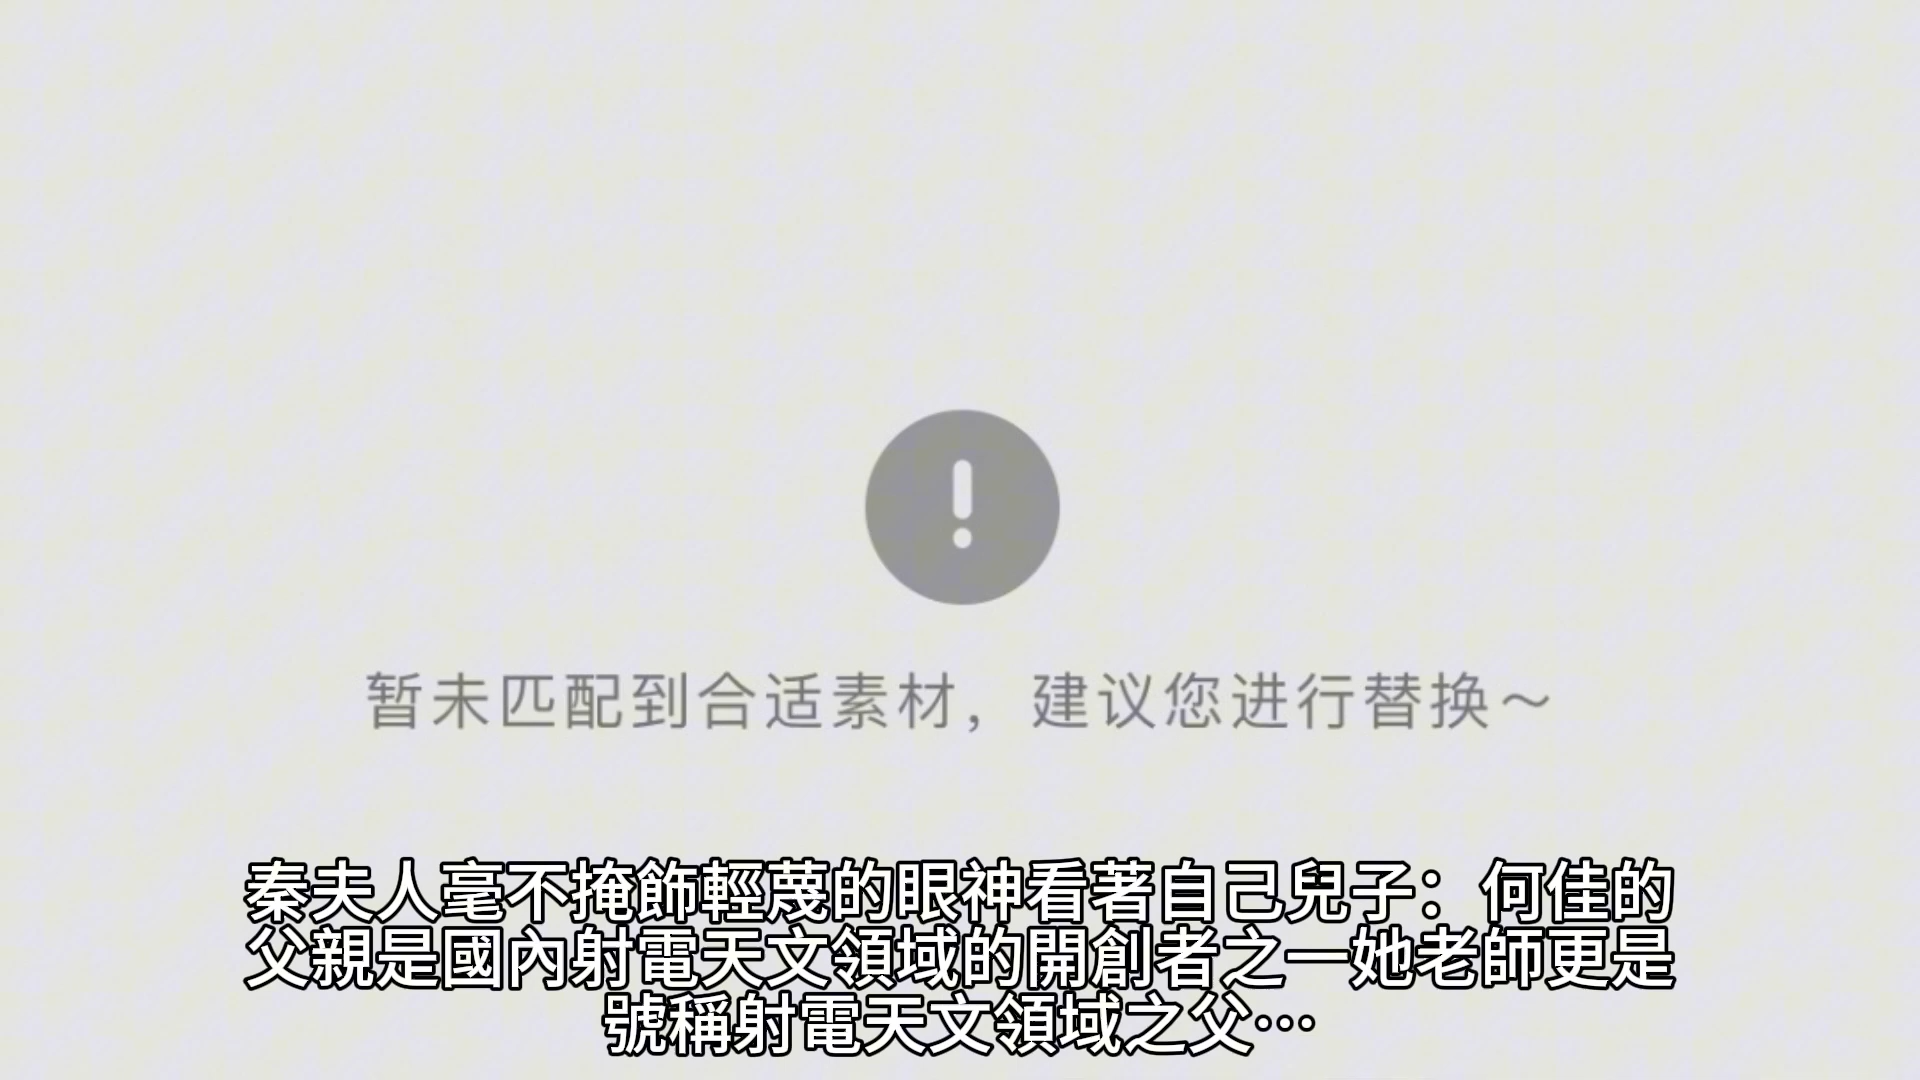 暂未匹配到合适素材，建议您进行替换～
秦夫人毫不掩飾輕蔑的眼神看著自己兒子：何佳的
父親是國內射電天文領域的開創者之一她老師更是
號稱射電天文領域之父…